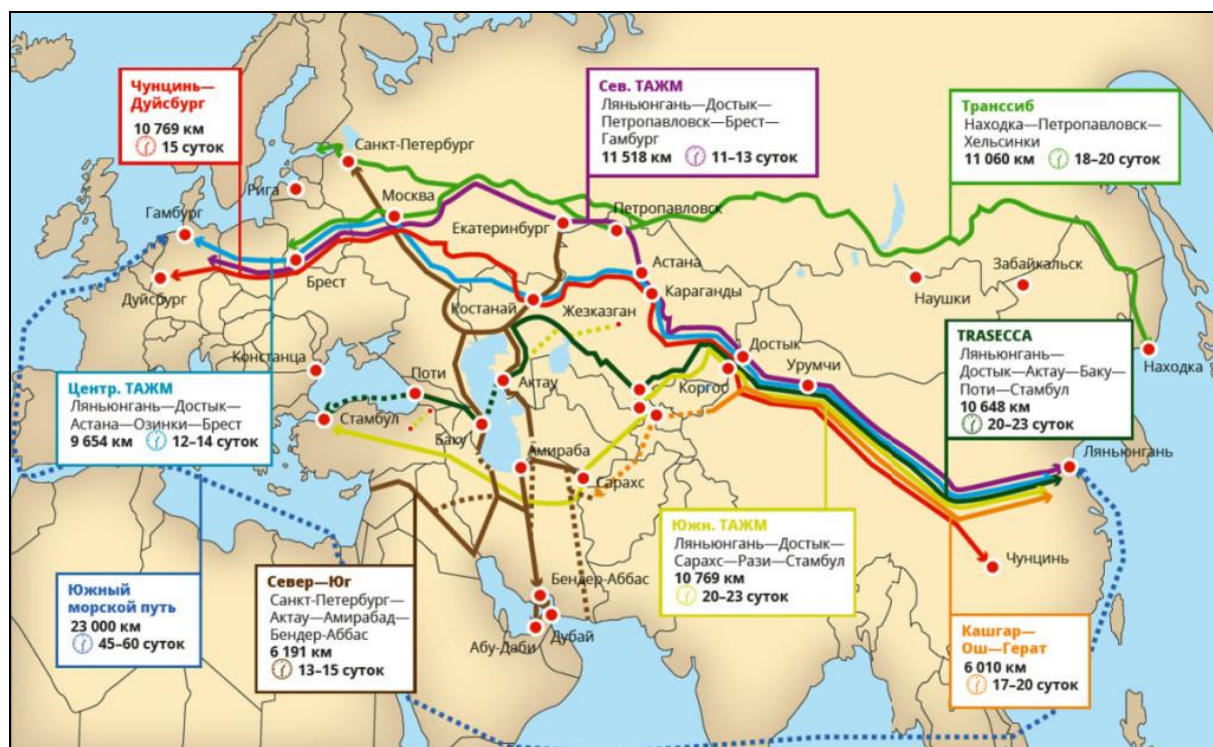 Чунцинь—
Дуйсбург
10 769 км
15 суток
Сев. ТАЖМ
Ляньюнгань—Достык—
Петропавловск—Брест—
Гамбург
11 518 км 11–13 суток
Транссиб
Находка—Петропавловск—
Хельсинки
11 060 км 18–20 суток
Санкт-Петербург
Рига
Москва
Гамбург
Екатеринбург
Петропавловск
Брест
Дуйсбург
Астана
Караганды
Костанай
Жезказган
Забайкальск
Наушки
Находка
Достык
Урумчи
Коргос
Констанца
Поти
Актау
Стамбул
Баку
Амираба
Сарахс
Ляньюнгань
Чунцинь
Бендер-Аббас
Дубай
Абу-Даби
Центр. ТАЖМ
Ляньюнгань—Достык—
Астана—Озинки—Брест
9 654 км 12–14 суток
TRASECCA
Ляньюнгань—
Достык—Актау—Баку—
Поти—Стамбул
10 648 км
20–23 суток
Южн. ТАЖМ
Ляньюнгань—Достык—
Сарахс—Рази—Стамбул
10 769 км
20–23 суток
Южный
морской путь
23 000 км
45–60 суток
Север—Юг
Санкт-Петербург—
Актау—Амирабад—
Бендер-Аббас
6 191 км
13–15 суток
Кашгар—
Ош—Герат
6 010 км
17–20 суток